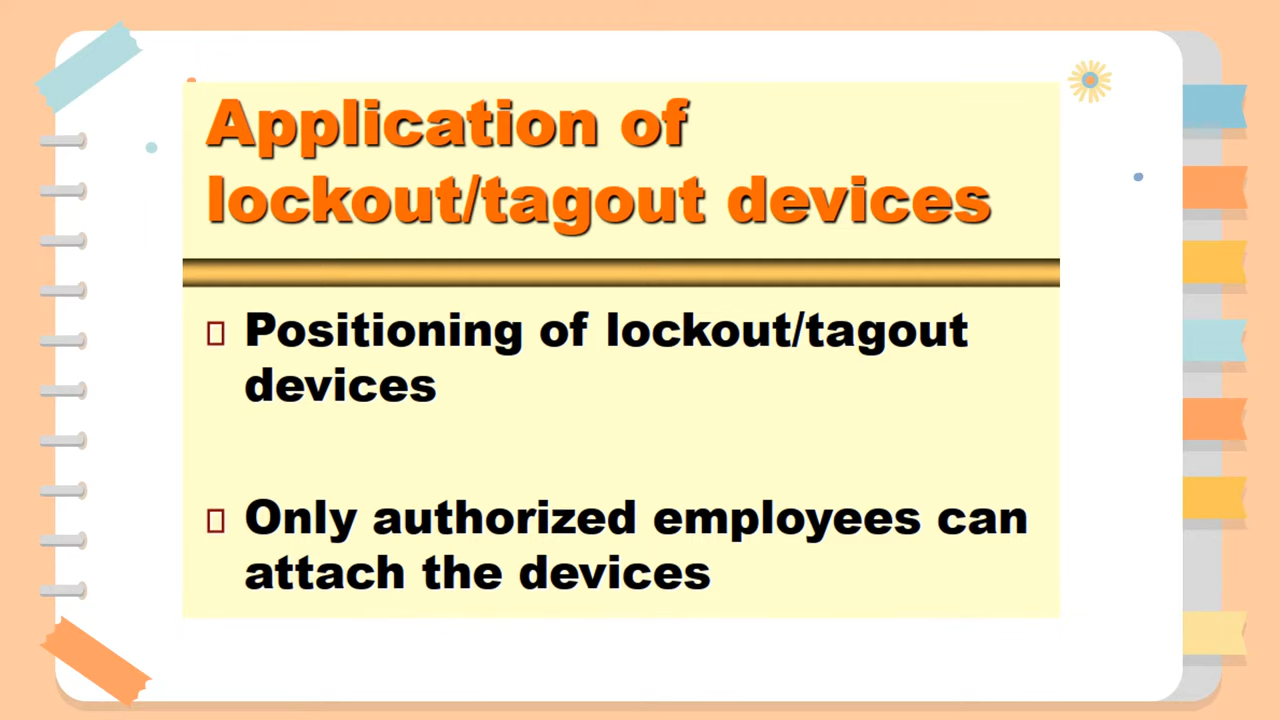 Application of
lockout/tagout devices
Positioning of lockout/tagout
devices
Only authorized employees can
attach the devices